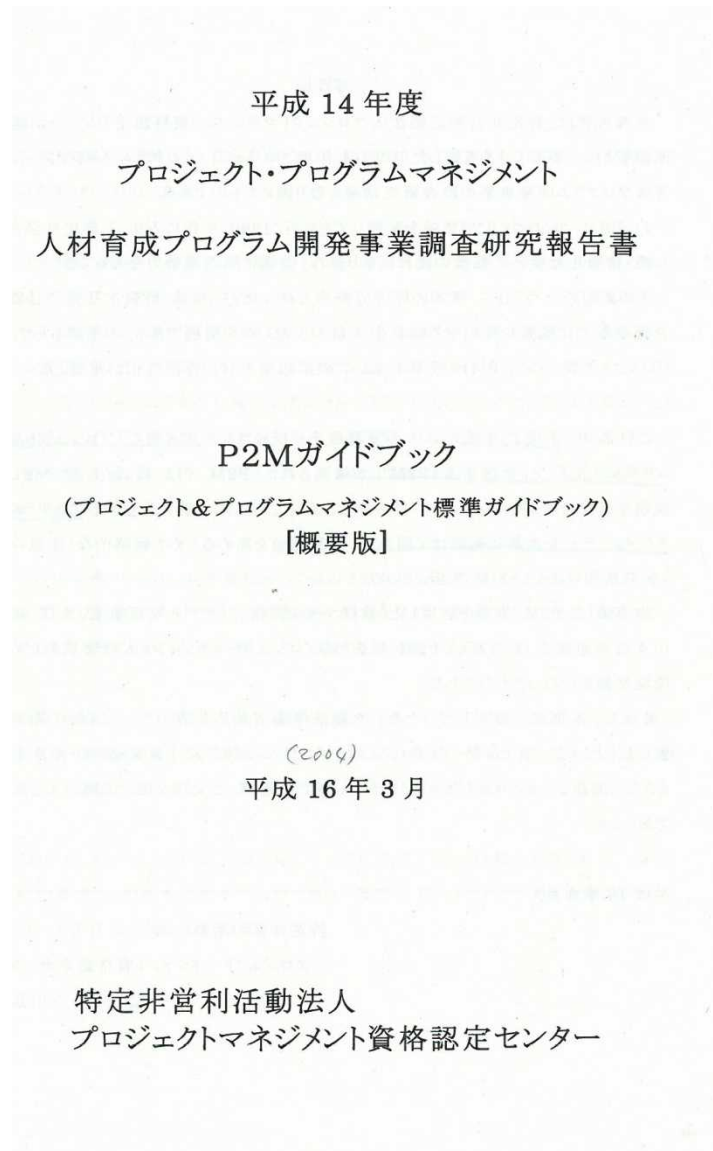 平成 14 年度
プロジェクト・プログラムマネジメント
人材育成プログラム開発事業調査研究報告書
P2Mガイドブック
(プロジェクト&プログラムマネジメント標準ガイドブック)
[概要版]
(2004)
平成 16 年 3 月
特定非営利活動法人
プロジェクトマネジメント資格認定センター